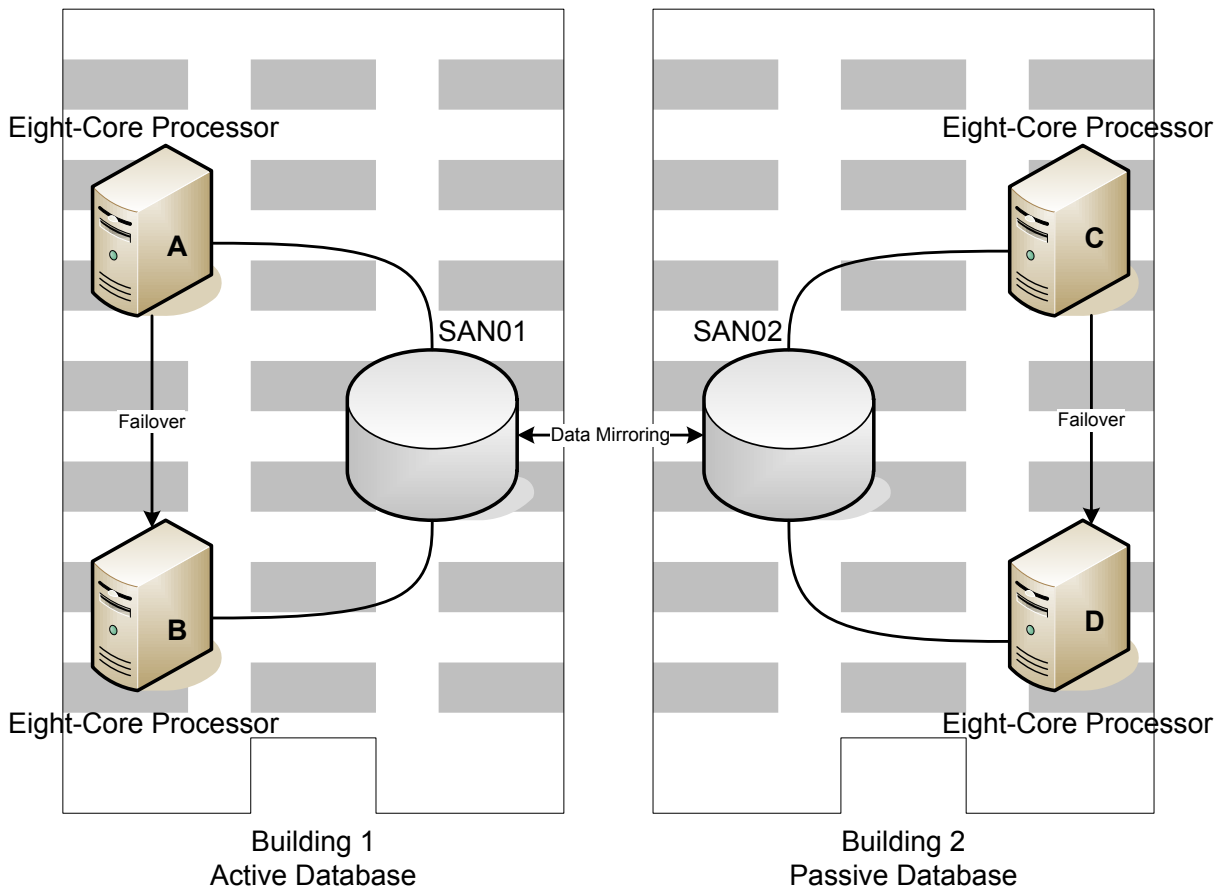 Eight-Core Processor
Eight-Core Processor
A
C
SAN01
SAN02
Failover
Data Mirroring
Failover
B
D
Eight-Core Processor
Eight-Core Processor
Building 1
Active Database
Building 2
Passive Database